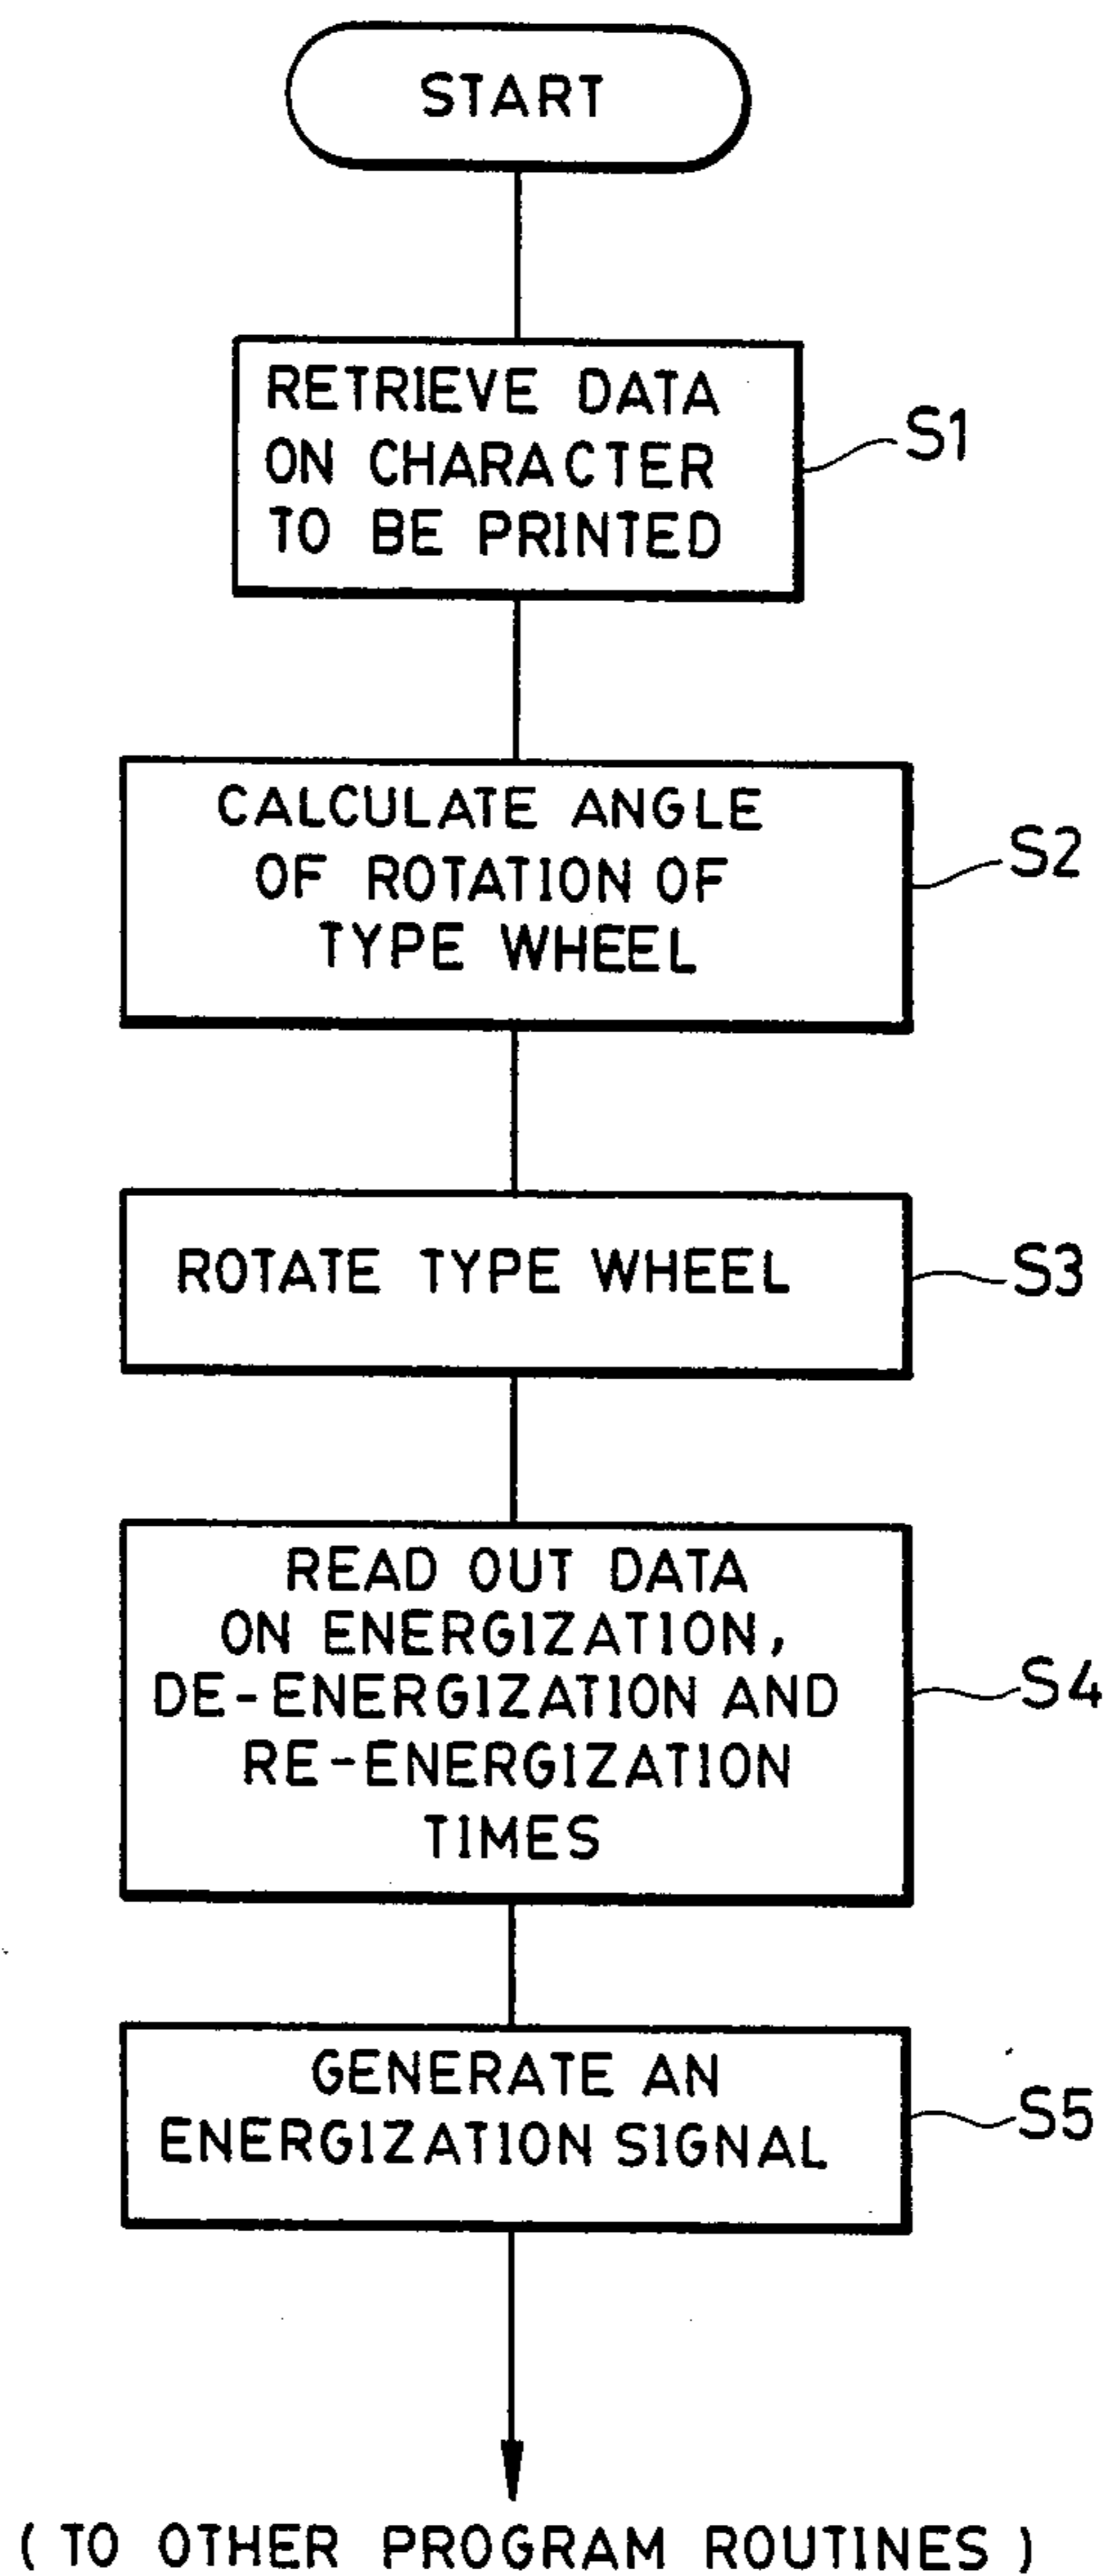 START
RETRIEVE DATA
ON CHARACTER
TO BE PRINTED
S1
CALCULATE ANGLE
OF ROTATION OF
TYPE WHEEL
S2
ROTATE TYPE WHEEL
S3
READ OUT DATA
ON ENERGIZATION,
DE-ENERGIZATION AND
RE-ENERGIZATION
TIMES
S4
GENERATE AN
ENERGIZATION SIGNAL
S5
(TO OTHER PROGRAM ROUTINES)